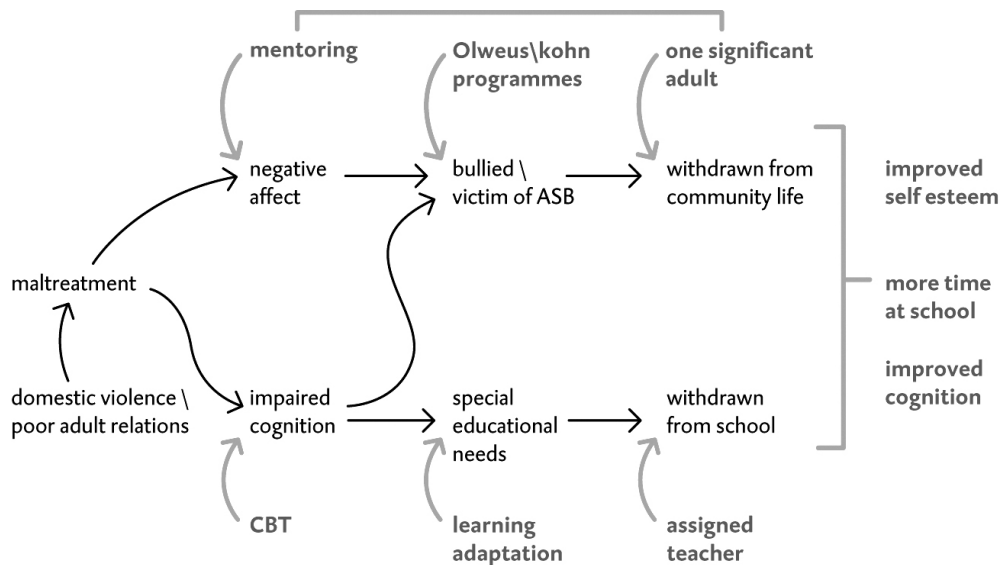 mentoring
Olweus\kohn
programmes
one significant
adult
negative
affect
bullied \
victim of ASB
withdrawn from
community life
improved
self esteem
maltreatment
more time
at school
domestic violence \
poor adult relations
impaired
cognition
special
educational
needs
withdrawn
from school
improved
cognition
CBT
learning
adaptation
assigned
teacher